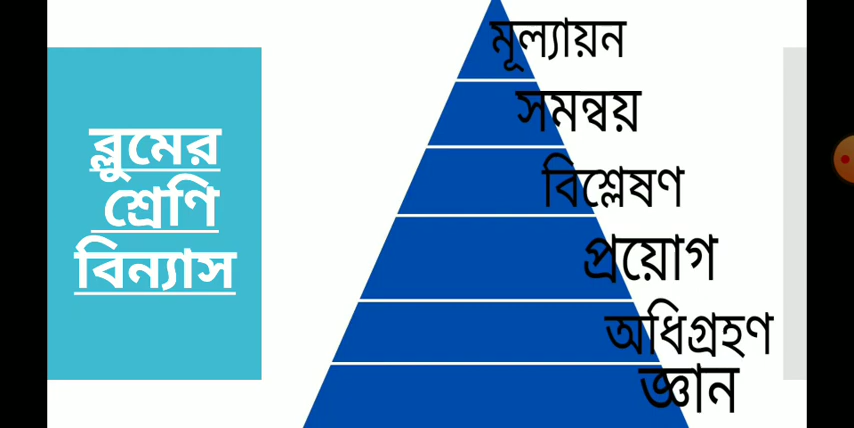 ব্লুমের
শ্রেণি
বিন্যাস
মূল্যায়ন
সমন্বয়
বিশ্লেষণ
প্রয়োগ
অধিগ্রহণ
জ্ঞান